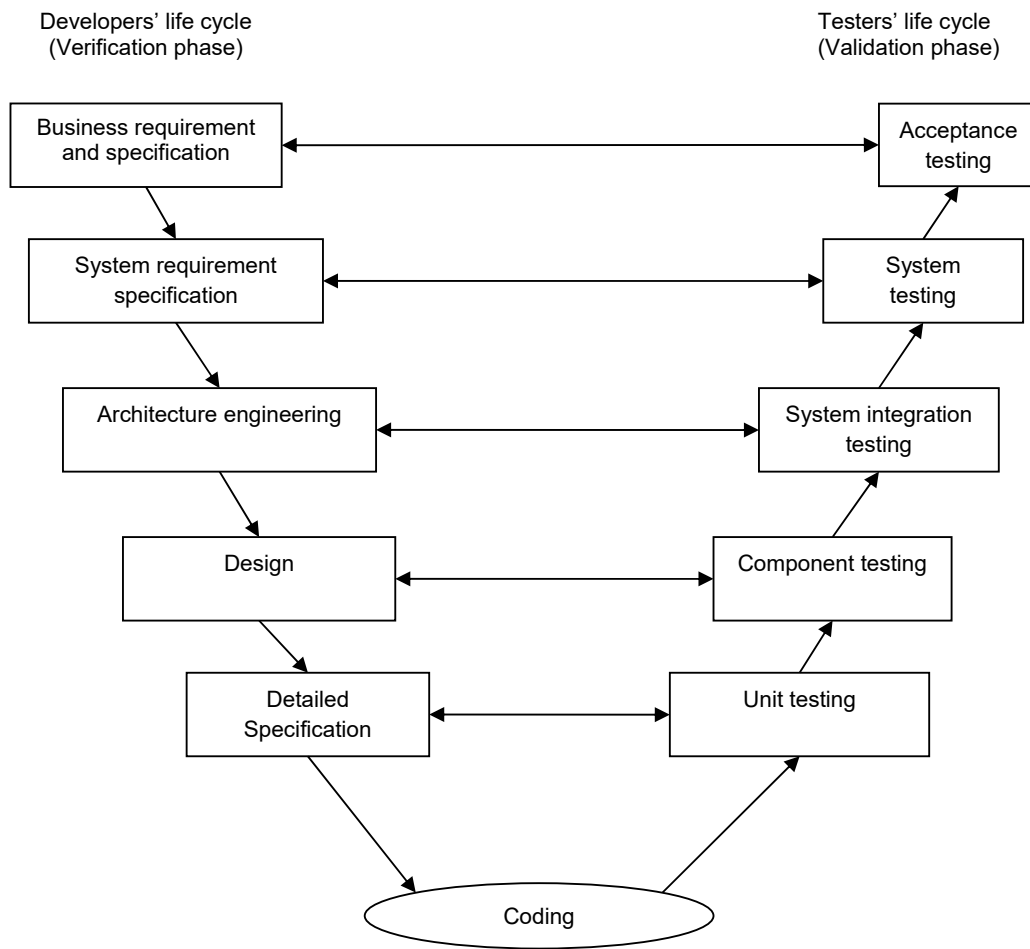 Developers’ life cycle
(Verification phase)
Testers’ life cycle
(Validation phase)
Business requirement
and specification
Acceptance
testing
System requirement
specification
System
testing
Architecture engineering
System integration
testing
Design
Component testing
Detailed
Specification
Unit testing
Coding